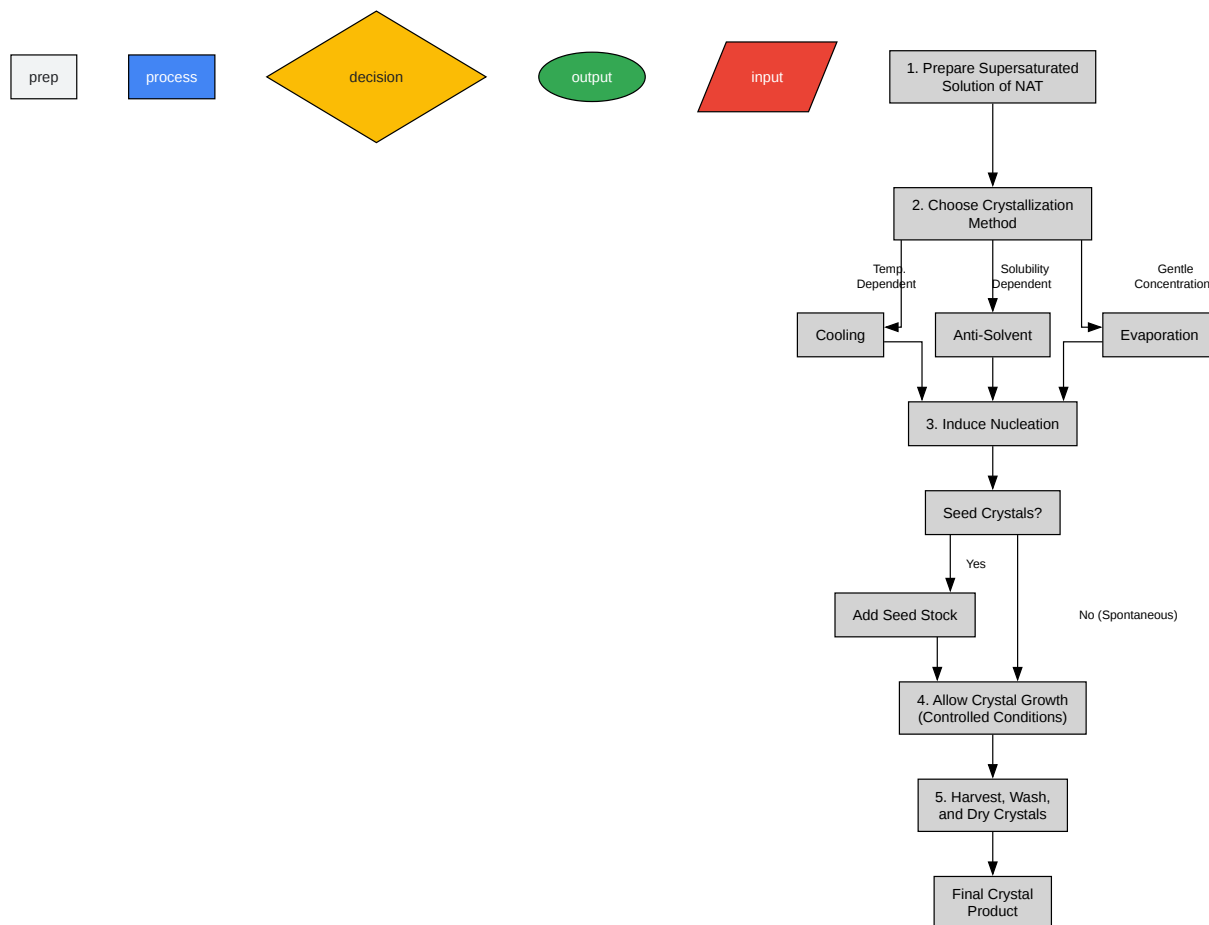 prep
process
decision
output
input
1. Prepare Supersaturated
Solution of NAT
2. Choose Crystallization
Method
Temp.
Dependent
Solubility
Dependent
Gentle
Concentration
Cooling
Anti-Solvent
Evaporation
3. Induce Nucleation
Seed Crystals?
Yes
Add Seed Stock
No (Spontaneous)
4. Allow Crystal Growth
(Controlled Conditions)
5. Harvest, Wash,
and Dry Crystals
Final Crystal
Product